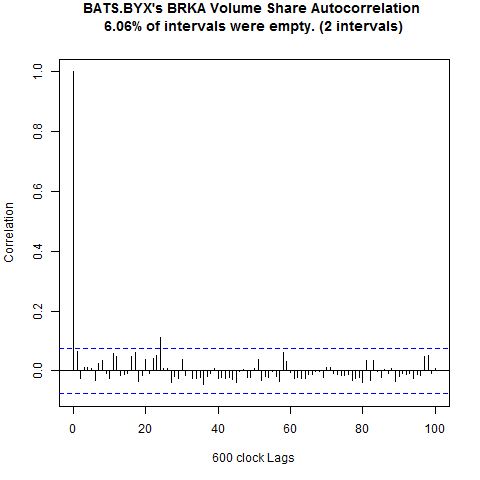 BATS.BYX's BRKA Volume Share Autocorrelation
6.06% of intervals were empty. (2 intervals)
1.0
0.8
0.6
0.4
0.2
0.0
Correlation
0 20 40 60 80 100
600 clock Lags